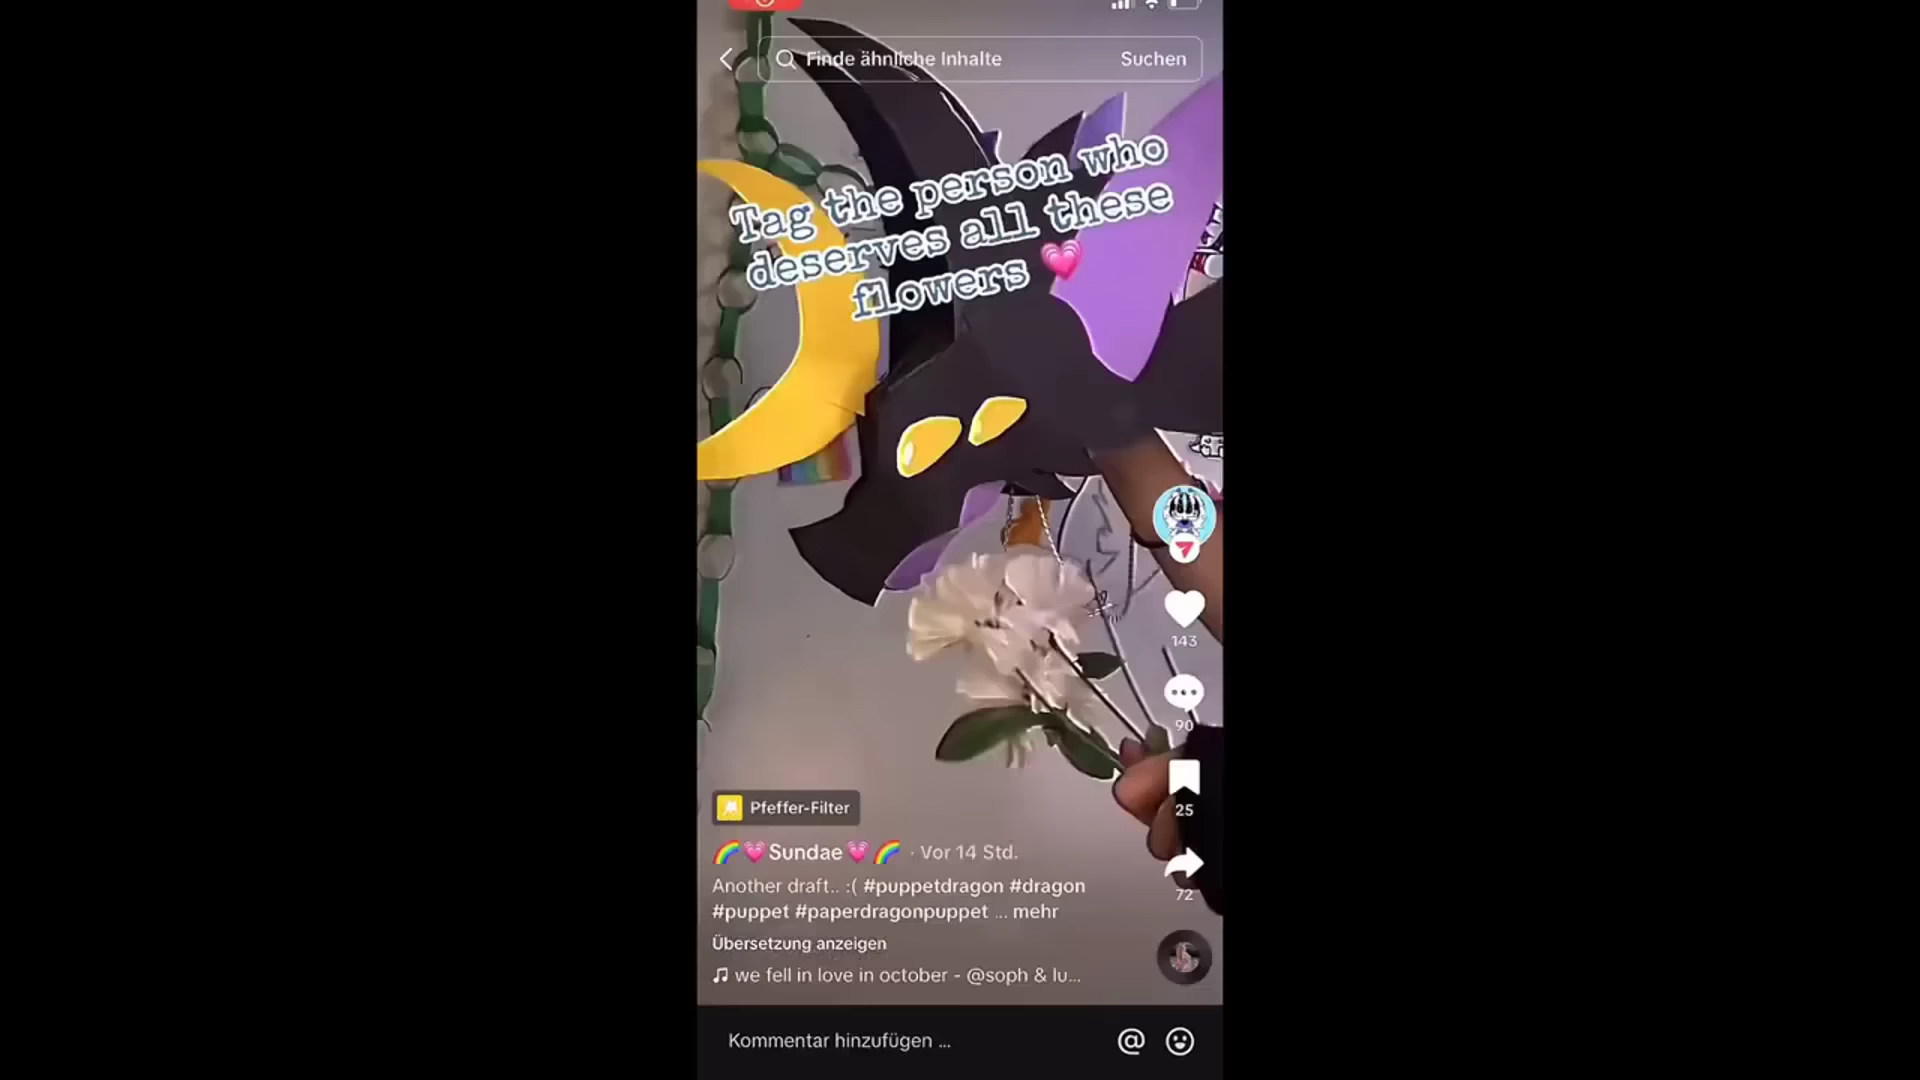 Finde ähnliche Inhalte Suchen
Tag the person who
deserves all these
flowers 💗
143
90
25
72
Pfeffer-Filter
🌈💗Sundae💗🌈 · Vor 14 Std.
Another draft.. :( #puppetdragon #dragon
#puppet #paperdragonpuppet ... mehr
Übersetzung anzeigen
we fell in love in october - @soph & lu...
Kommentar hinzufügen ...